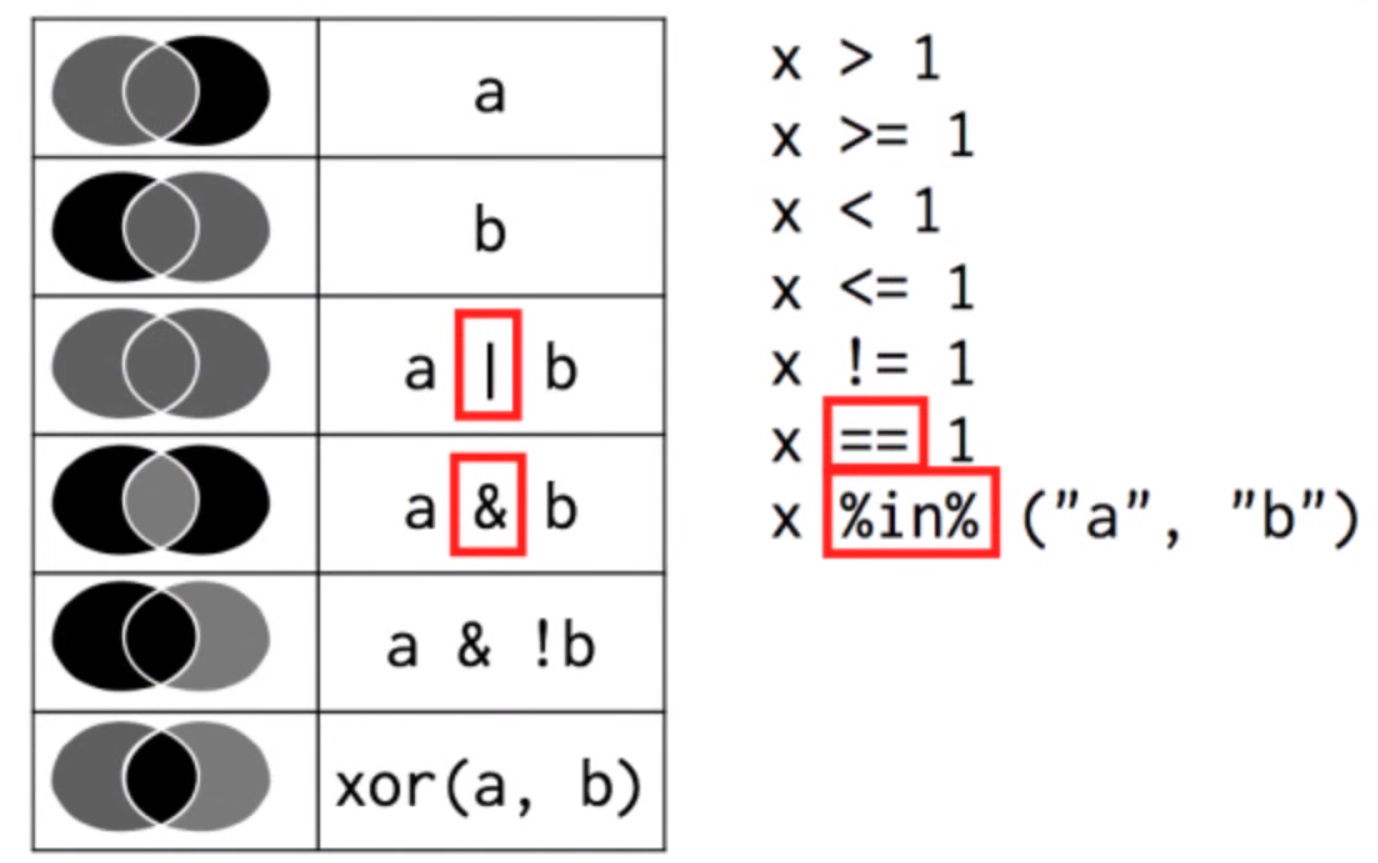 a
b
a | b
a & b
a & !b
xor(a, b)
x > 1
x >= 1
x < 1
x <= 1
x != 1
x == 1
x %in% ("a", "b")